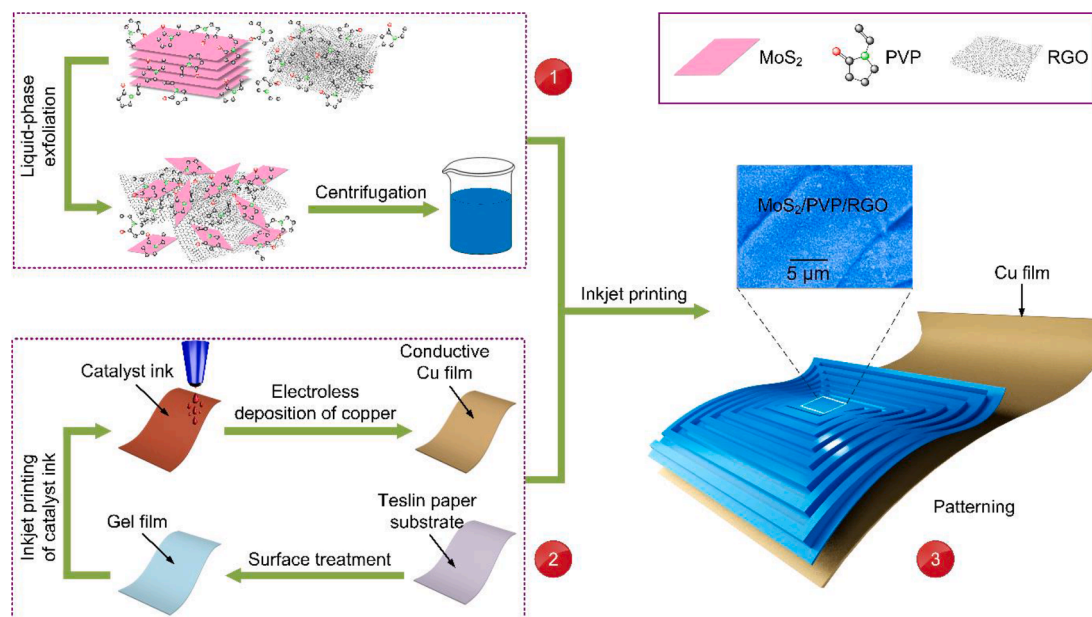 Liquid-phase
exfoliation
1
Centrifugation
MoS₂
PVP
RGO
MoS₂/PVP/RGO
5 µm
Cu film
Inkjet printing
Catalyst ink
Electroless
deposition of copper
Conductive
Cu film
Inkjet printing
of catalyst ink
Gel film
Surface treatment
Teslin paper
substrate
2
Patterning
3